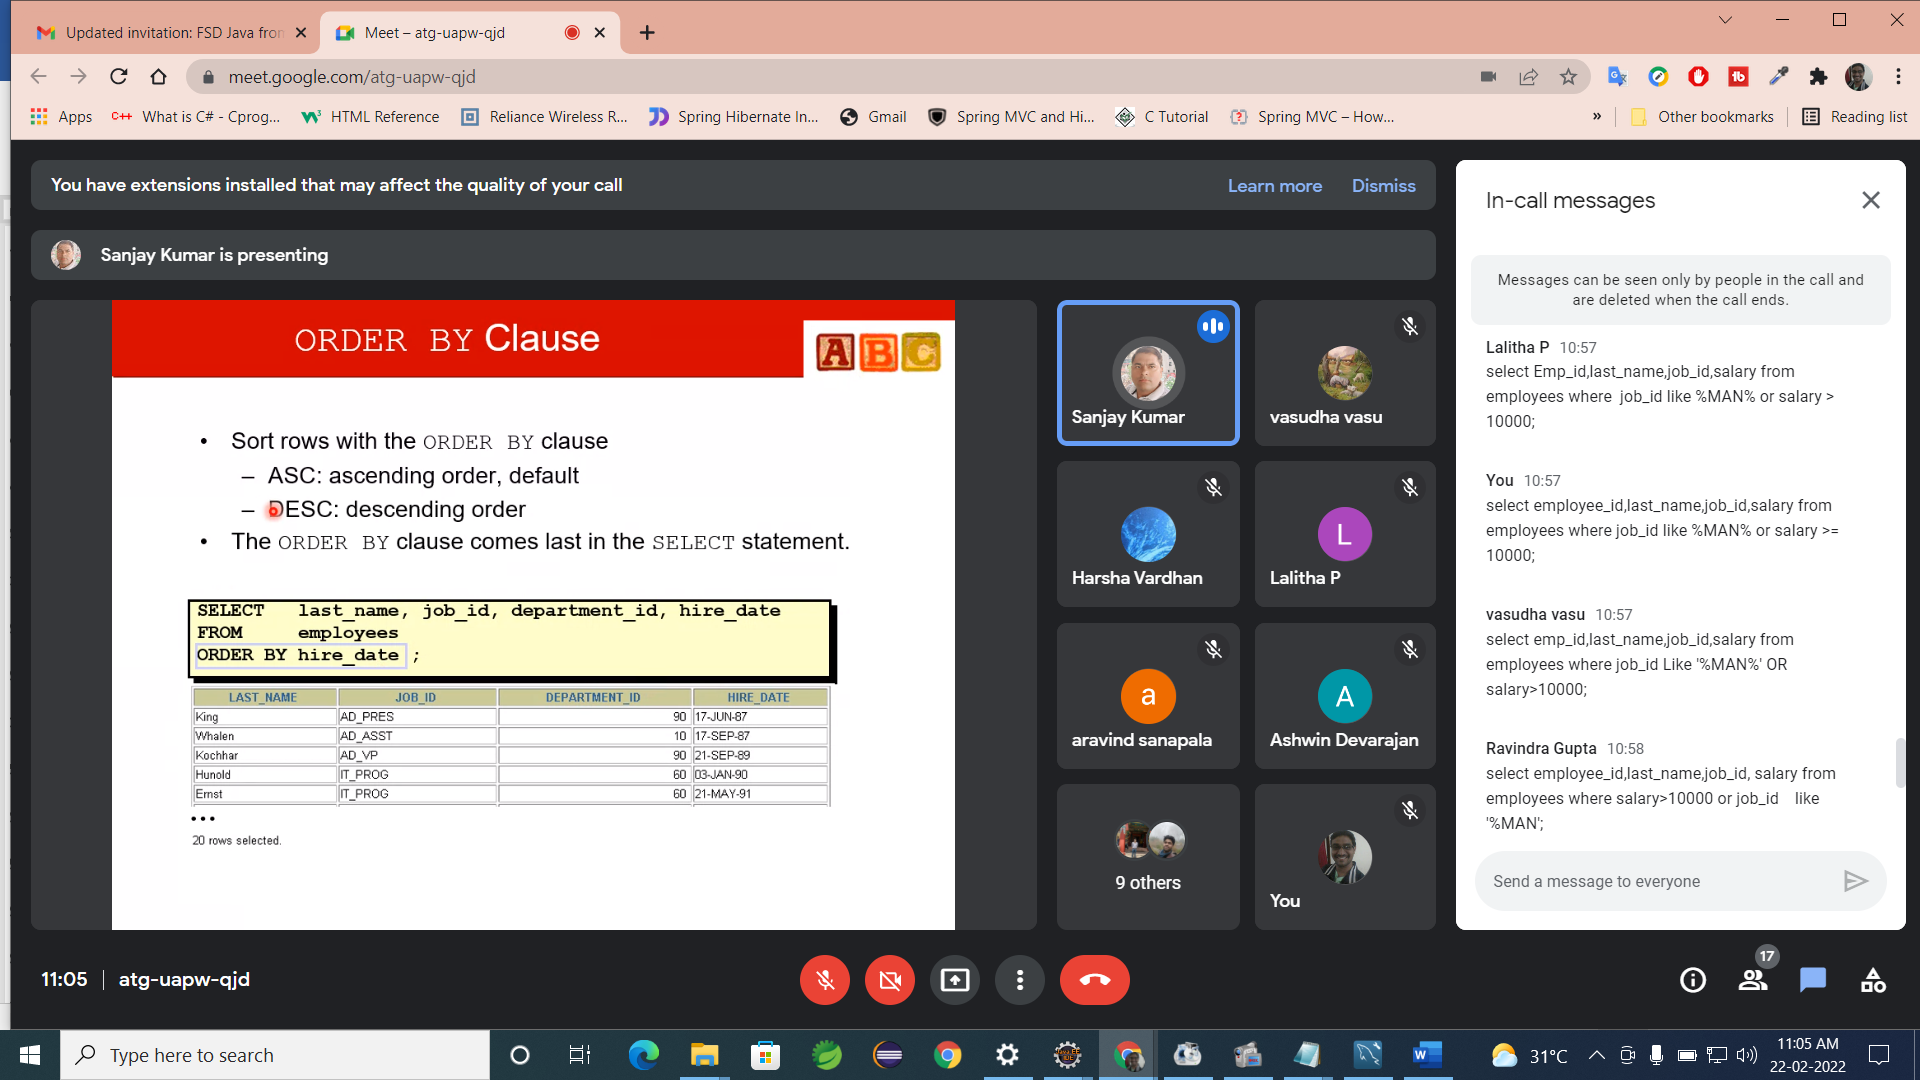 Updated invitation: FSD Java fron
Meet – atg-uapw-qjd
meet.google.com/atg-uapw-qjd
Apps
What is C# - Cprog...
HTML Reference
Reliance Wireless R...
Spring Hibernate In...
Gmail
Spring MVC and Hi...
C Tutorial
Spring MVC – How...
»
Other bookmarks
Reading list
You have extensions installed that may affect the quality of your call
Learn more
Dismiss
Sanjay Kumar is presenting
ORDER BY Clause
A B C
• Sort rows with the ORDER BY clause
– ASC: ascending order, default
– DESC: descending order
• The ORDER BY clause comes last in the SELECT statement.
SELECT last_name, job_id, department_id, hire_date
FROM employees
ORDER BY hire_date ;
LAST_NAME JOB_ID DEPARTMENT_ID HIRE_DATE
King AD_PRES 90 17-JUN-87
Whalen AD_ASST 10 17-SEP-87
Kochhar AD_VP 90 21-SEP-89
Hunold IT_PROG 60 03-JAN-90
Ernst IT_PROG 60 21-MAY-91
•••
20 rows selected.
Sanjay Kumar
vasudha vasu
Harsha Vardhan
L
Lalitha P
a
aravind sanapala
A
Ashwin Devarajan
9 others
You
In-call messages
Messages can be seen only by people in the call and
are deleted when the call ends.
Lalitha P 10:57
select Emp_id,last_name,job_id,salary from
employees where job_id like %MAN% or salary >
10000;
You 10:57
select employee_id,last_name,job_id,salary from
employees where job_id like %MAN% or salary >=
10000;
vasudha vasu 10:57
select emp_id,last_name,job_id,salary from
employees where job_id Like '%MAN%' OR
salary>10000;
Ravindra Gupta 10:58
select employee_id,last_name,job_id, salary from
employees where salary>10000 or job_id like
'%MAN';
Send a message to everyone
11:05 | atg-uapw-qjd
17
Type here to search
31°C
11:05 AM
22-02-2022